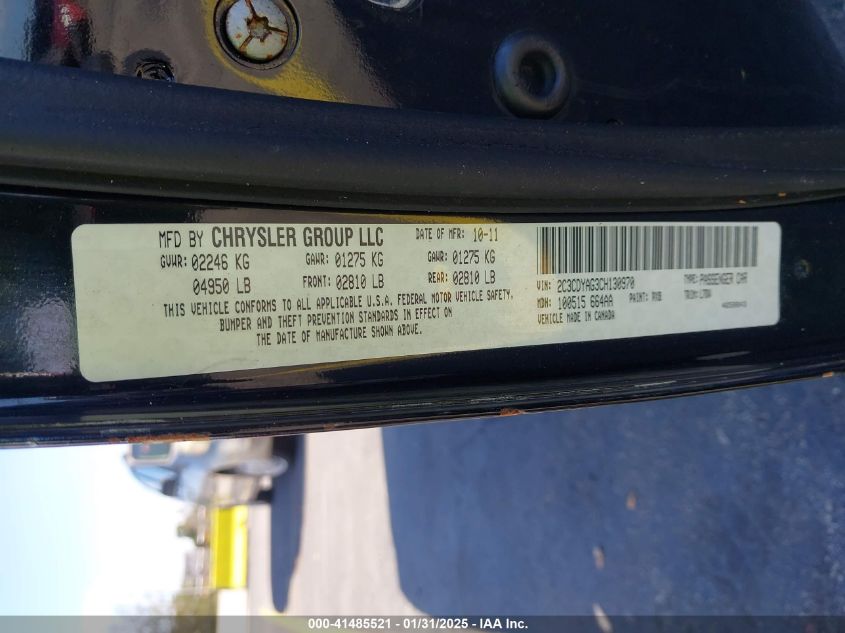 MFD BY CHRYSLER GROUP LLC DATE OF MFR: 10-11
GVWR: 02246 KG GAWR: 01275 KG GAWR: 01275 KG
04950 LB FRONT: 02810 LB REAR: 02810 LB
THIS VEHICLE CONFORMS TO ALL APPLICABLE U.S.A. FEDERAL MOTOR VEHICLE SAFETY,
BUMPER AND THEFT PREVENTION STANDARDS IN EFFECT ON
THE DATE OF MANUFACTURE SHOWN ABOVE.
VIN: 2C3CDYAG3CH130970 TYPE: PASSENGER CAR
MDH: 100515 664AA PAINT: PXB TRIM:
VEHICLE MADE IN CANADA
000-41485521 - 01/31/2025 - IAA Inc.